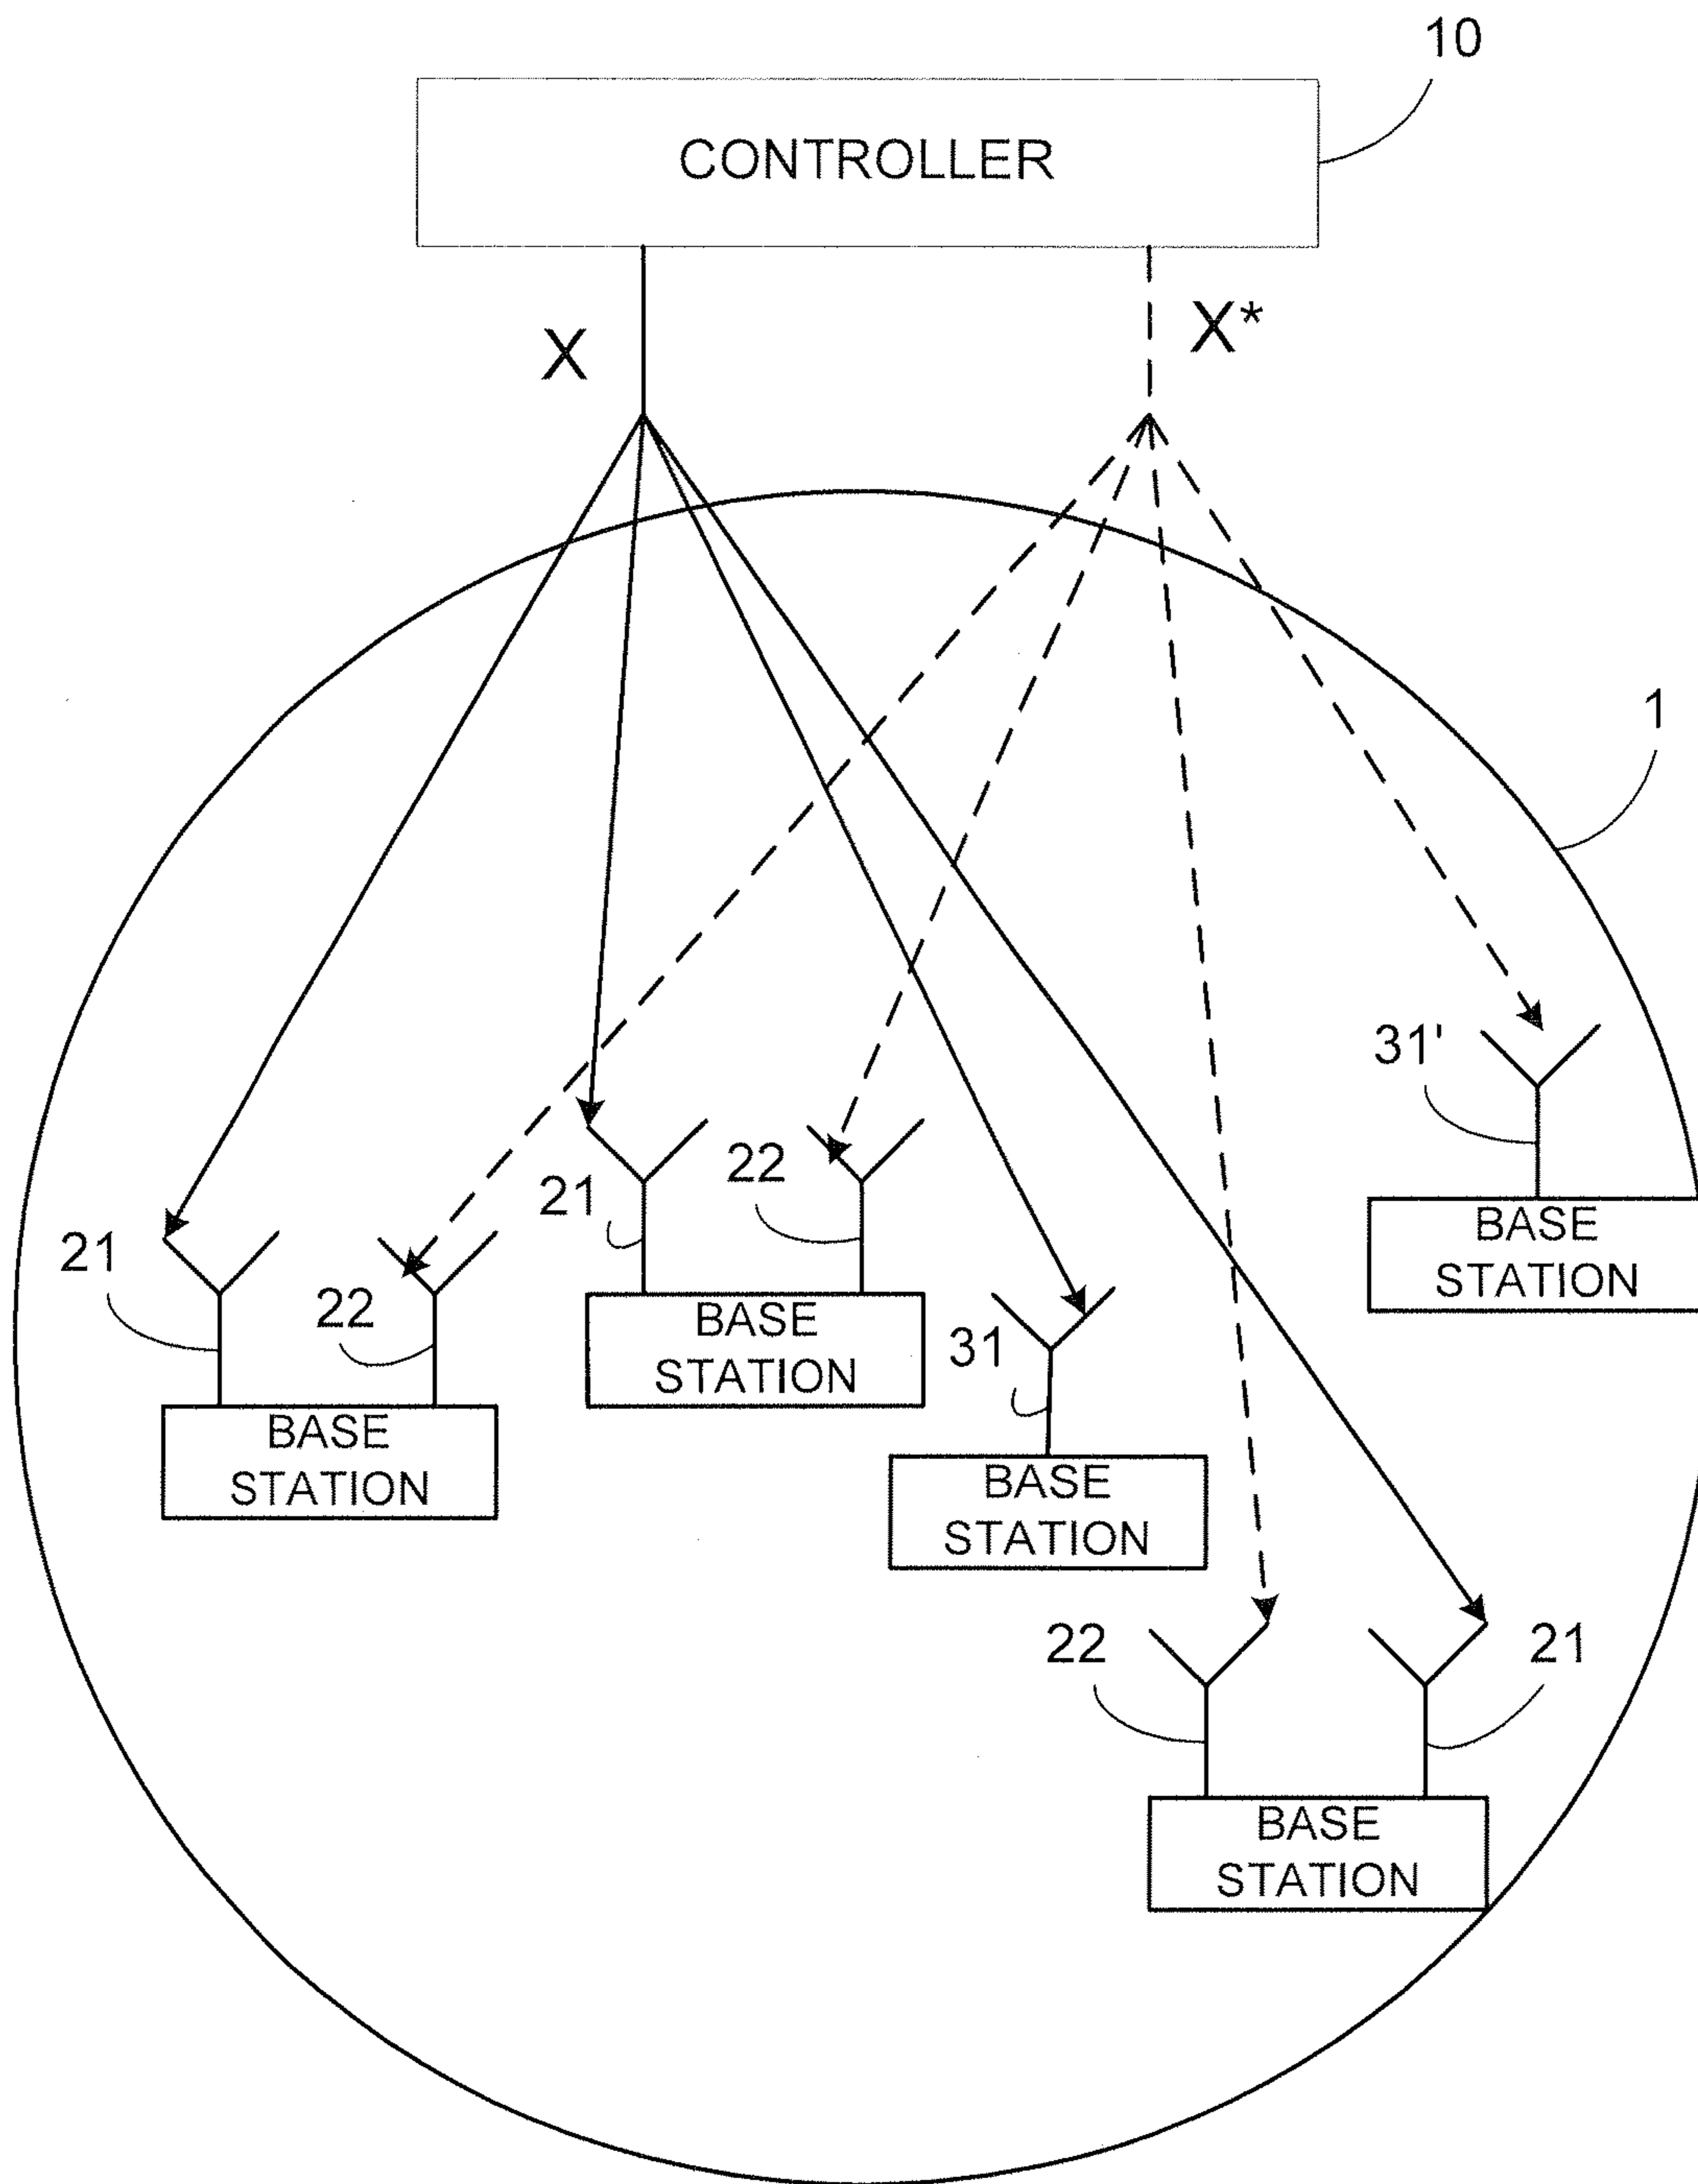 10
CONTROLLER
X
X*
1
31'
21
22
BASE
STATION
21
22
BASE
STATION
31
BASE
STATION
BASE
STATION
22
21
BASE
STATION